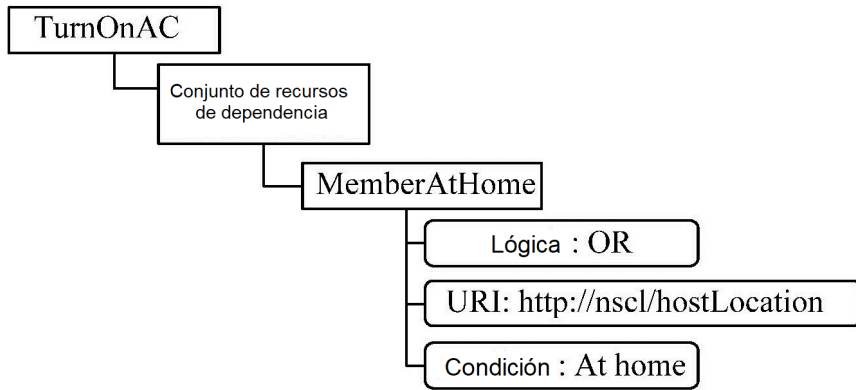 TurnOnAC
Conjunto de recursos
de dependencia
MemberAtHome
Lógica : OR
URI: http://nscl/hostLocation
Condición : At home